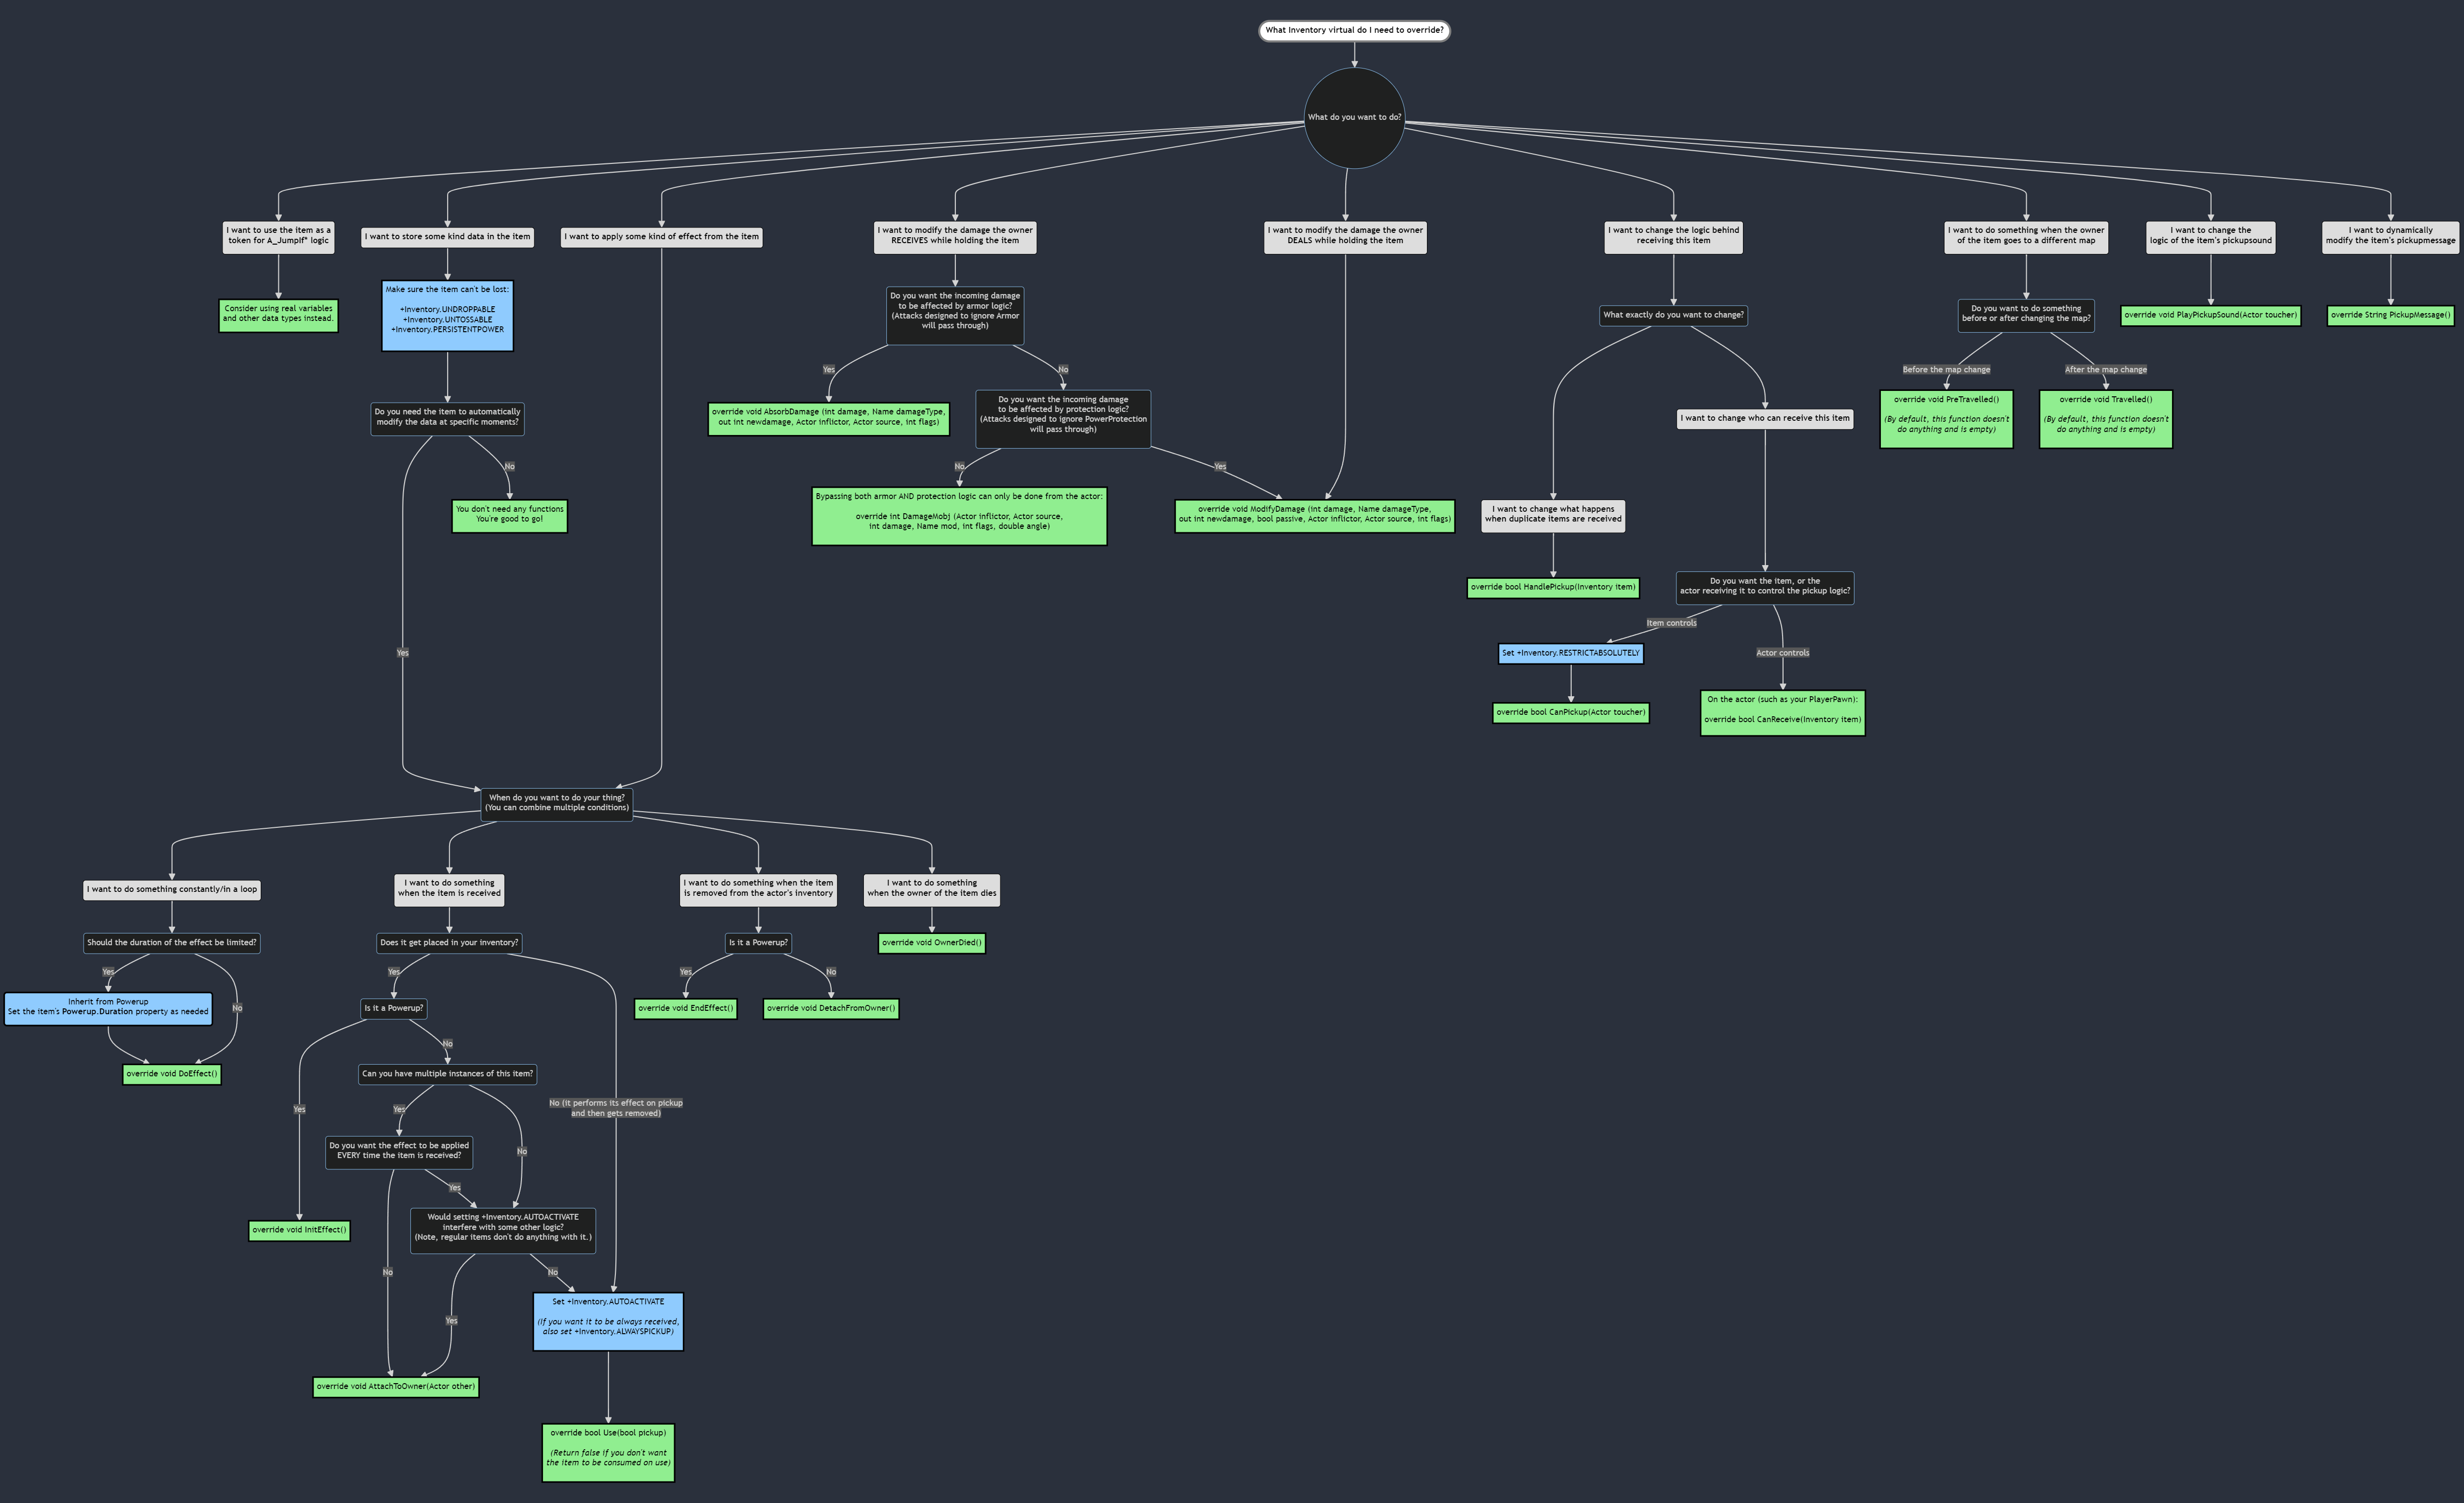 What Inventory virtual do I need to override?
What do you want to do?
I want to use the item as a
token for A_JumpIf* logic
I want to store some kind data in the item
I want to apply some kind of effect from the item
I want to modify the damage the owner
RECEIVES while holding the item
I want to modify the damage the owner
DEALS while holding the item
I want to change the logic behind
receiving this item
I want to do something when the owner
of the item goes to a different map
I want to change the
logic of the item's pickupsound
I want to dynamically
modify the item's pickupmessage
Consider using real variables
and other data types instead.
Make sure the item can't be lost:
+Inventory.UNDROPPABLE
+Inventory.UNTOSSABLE
+Inventory.PERSISTENTPOWER
Do you want the incoming damage
to be affected by armor logic?
(Attacks designed to ignore Armor
will pass through)
What exactly do you want to change?
Do you want to do something
before or after changing the map?
override void PlayPickupSound(Actor toucher)
override String PickupMessage()
Yes
No
Before the map change
After the map change
Do you need the item to automatically
modify the data at specific moments?
override void AbsorbDamage (int damage, Name damageType,
out int newdamage, Actor inflictor, Actor source, int flags)
Do you want the incoming damage
to be affected by protection logic?
(Attacks designed to ignore PowerProtection
will pass through)
I want to change who can receive this item
override void PreTravelled()
(By default, this function doesn't
do anything and is empty)
override void Travelled()
(By default, this function doesn't
do anything and is empty)
No
No
Yes
You don't need any functions
You're good to go!
Bypassing both armor AND protection logic can only be done from the actor:
override int DamageMobj (Actor inflictor, Actor source,
int damage, Name mod, int flags, double angle)
override void ModifyDamage (int damage, Name damageType,
out int newdamage, bool passive, Actor inflictor, Actor source, int flags)
I want to change what happens
when duplicate items are received
override bool HandlePickup(Inventory item)
Do you want the item, or the
actor receiving it to control the pickup logic?
Item controls
Yes
Actor controls
Set +Inventory.RESTRICTABSOLUTELY
override bool CanPickup(Actor toucher)
On the actor (such as your PlayerPawn):
override bool CanReceive(Inventory item)
When do you want to do your thing?
(You can combine multiple conditions)
I want to do something constantly/in a loop
I want to do something
when the item is received
I want to do something when the item
is removed from the actor's inventory
I want to do something
when the owner of the item dies
Should the duration of the effect be limited?
Does it get placed in your inventory?
Is it a Powerup?
override void OwnerDied()
Yes
Yes
Yes
No
Inherit from Powerup
Set the item's Powerup.Duration property as needed
No
Is it a Powerup?
override void EndEffect()
override void DetachFromOwner()
No
override void DoEffect()
Can you have multiple instances of this item?
Yes
Yes
No (it performs its effect on pickup
and then gets removed)
Do you want the effect to be applied
EVERY time the item is received?
No
Yes
override void InitEffect()
Would setting +Inventory.AUTOACTIVATE
interfere with some other logic?
(Note, regular items don't do anything with it.)
No
No
Yes
Set +Inventory.AUTOACTIVATE
(If you want it to be always received,
also set +Inventory.ALWAYSPICKUP)
override void AttachToOwner(Actor other)
override bool Use(bool pickup)
(Return false if you don't want
the item to be consumed on use)